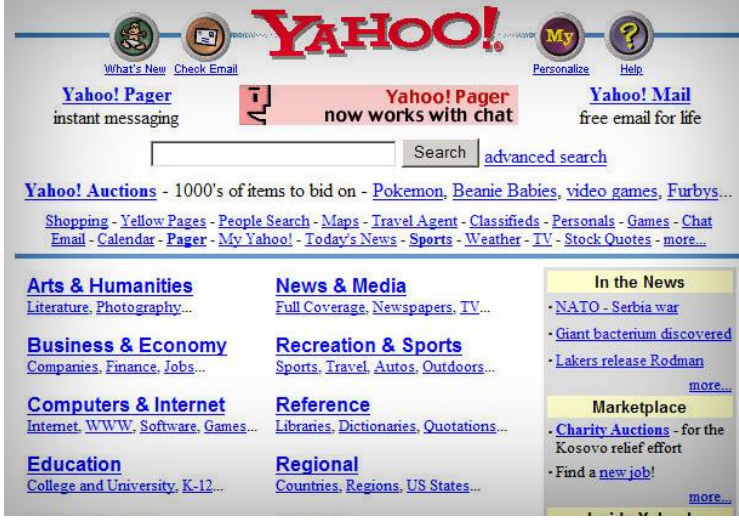 YAHOO!
My
?
What's New
Check Email
Personalize
Help
Yahoo! Pager
instant messaging
Yahoo! Pager
now works with chat
Yahoo! Mail
free email for life
Search
advanced search
Yahoo! Auctions - 1000's of items to bid on - Pokemon, Beanie Babies, video games, Furbys...
Shopping - Yellow Pages - People Search - Maps - Travel Agent - Classifieds - Personals - Games - Chat
Email - Calendar - Pager - My Yahoo! - Today's News - Sports - Weather - TV - Stock Quotes - more...
Arts & Humanities
Literature, Photography...
News & Media
Full Coverage, Newspapers, TV...
Business & Economy
Companies, Finance, Jobs...
Recreation & Sports
Sports, Travel, Autos, Outdoors...
Computers & Internet
Internet, WWW, Software, Games...
Reference
Libraries, Dictionaries, Quotations...
Education
College and University, K-12...
Regional
Countries, Regions, US States...
In the News
- NATO - Serbia war
- Giant bacterium discovered
- Lakers release Rodman
more...
Marketplace
- Charity Auctions - for the
Kosovo relief effort
- Find a new job!
more...